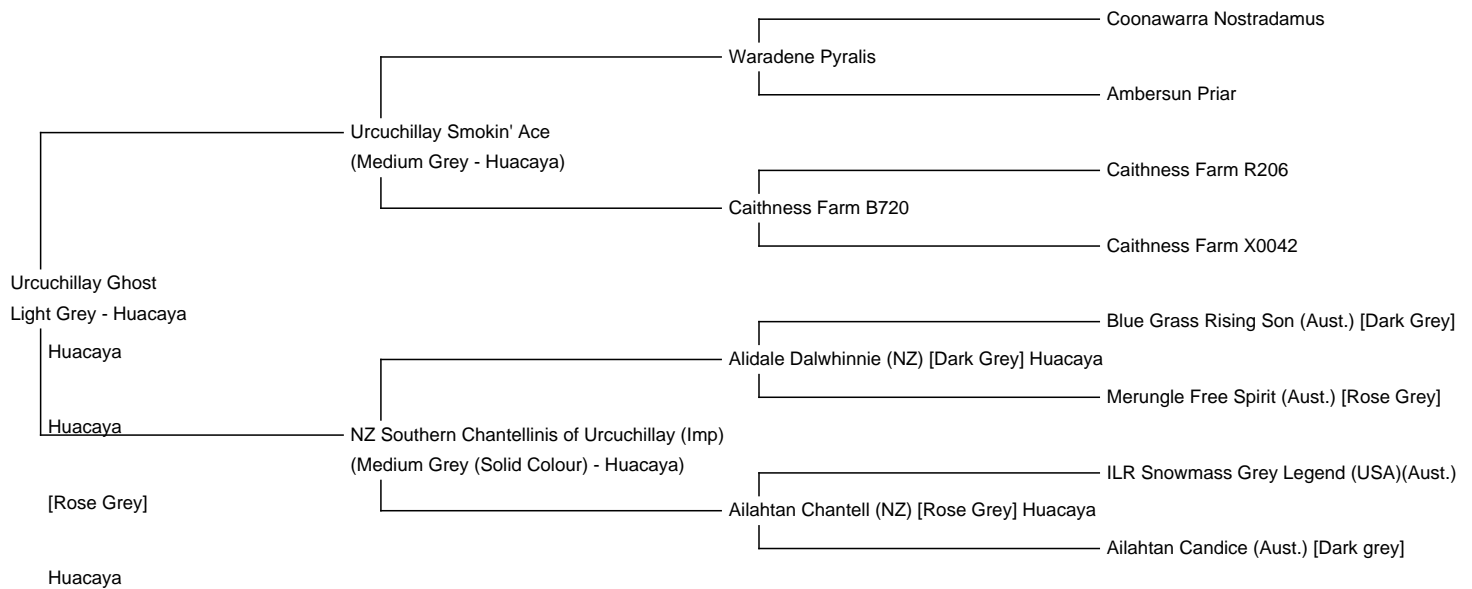 Coonawarra Nostradamus
Waradene Pyralis
Ambersun Priar
Urcuchillay Smokin' Ace
(Medium Grey - Huacaya)
Caithness Farm R206
Caithness Farm B720
Caithness Farm X0042
Urcuchillay Ghost
Light Grey - Huacaya
Blue Grass Rising Son (Aust.) [Dark Grey]
Huacaya
Alidale Dalwhinnie (NZ) [Dark Grey] Huacaya
Merungle Free Spirit (Aust.) [Rose Grey]
Huacaya
NZ Southern Chantellinis of Urcuchillay (Imp)
(Medium Grey (Solid Colour) - Huacaya)
ILR Snowmass Grey Legend (USA)(Aust.)
[Rose Grey]
Ailahtan Chantell (NZ) [Rose Grey] Huacaya
Ailahtan Candice (Aust.) [Dark grey]
Huacaya